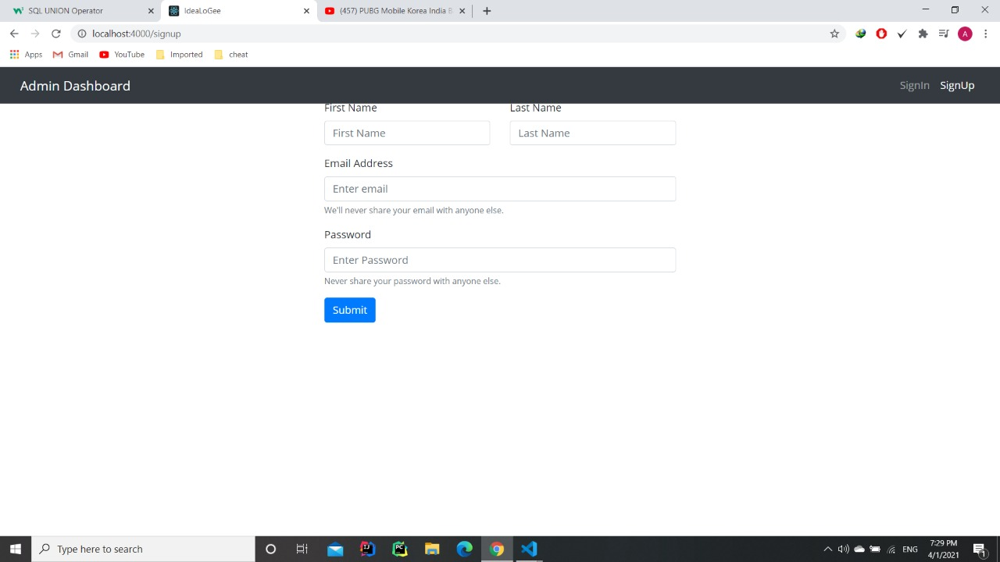 SQL UNION Operator
IdeaLoGee
(457) PUBG Mobile Korea India B
localhost:4000/signup
A
Apps
Gmail
YouTube
Imported
cheat
Admin Dashboard
SignIn
SignUp
First Name
Last Name
First Name
Last Name
Email Address
Enter email
We'll never share your email with anyone else.
Password
Enter Password
Never share your password with anyone else.
Submit
Type here to search
ENG
7:29 PM
4/1/2021
1